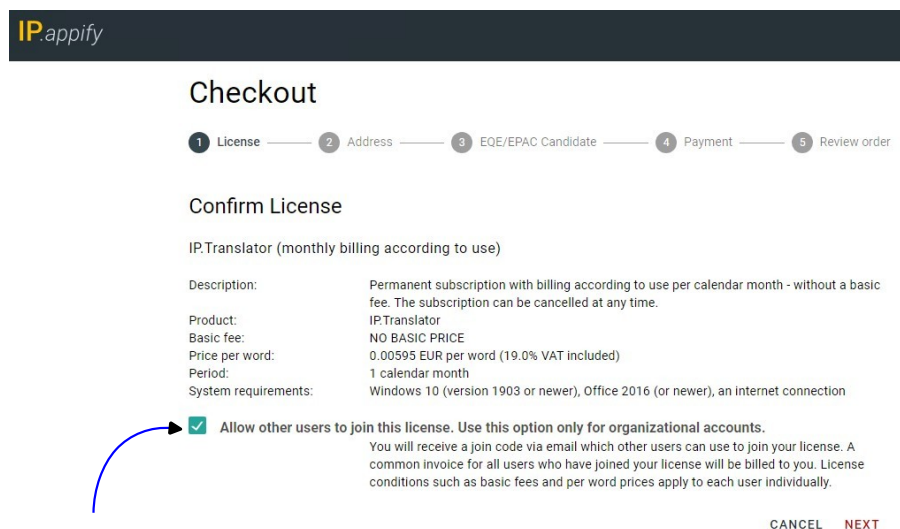 IP.appify
Checkout
1 License 2 Address 3 EQE/EPAC Candidate 4 Payment 5 Review order
Confirm License
IP.Translator (monthly billing according to use)
Description: Permanent subscription with billing according to use per calendar month - without a basic
fee. The subscription can be cancelled at any time.
Product: IP.Translator
Basic fee: NO BASIC PRICE
Price per word: 0.00595 EUR per word (19.0% VAT included)
Period: 1 calendar month
System requirements: Windows 10 (version 1903 or newer), Office 2016 (or newer), an internet connection
Allow other users to join this license. Use this option only for organizational accounts.
You will receive a join code via email which other users can use to join your license. A
common invoice for all users who have joined your license will be billed to you. License
conditions such as basic fees and per word prices apply to each user individually.
CANCEL NEXT